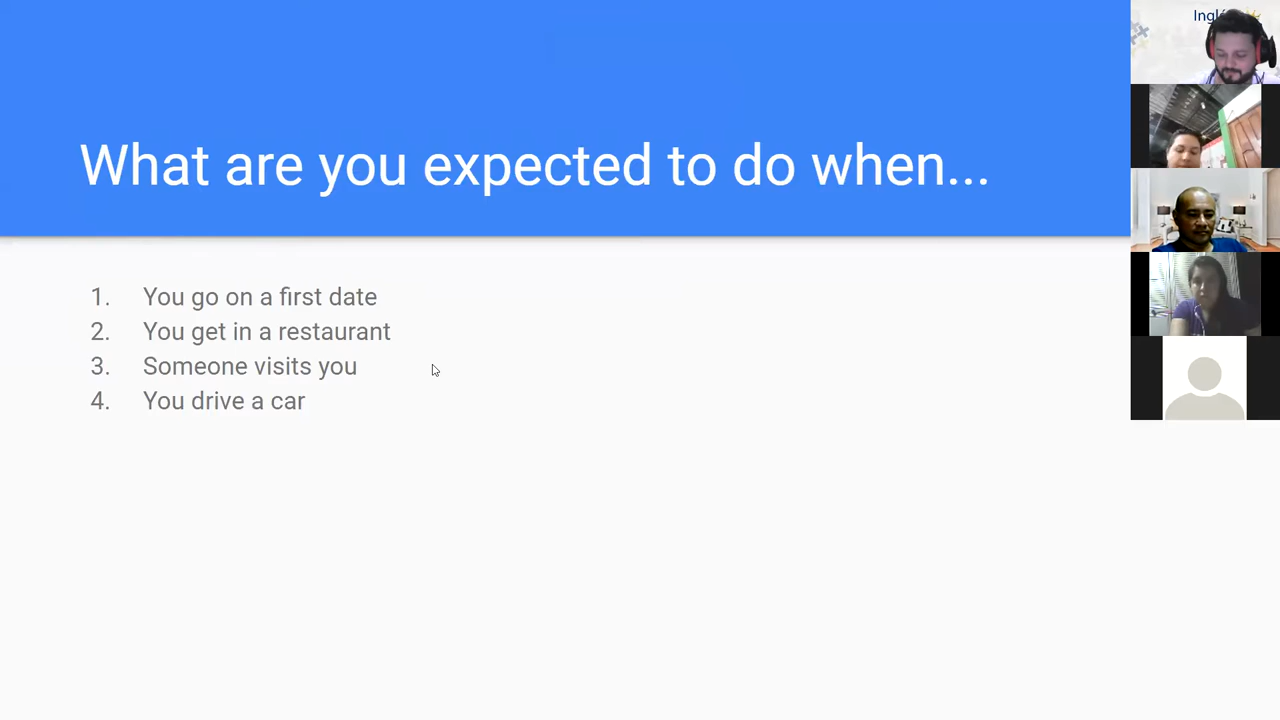 What are you expected to do when...
1. You go on a first date
2. You get in a restaurant
3. Someone visits you
4. You drive a car